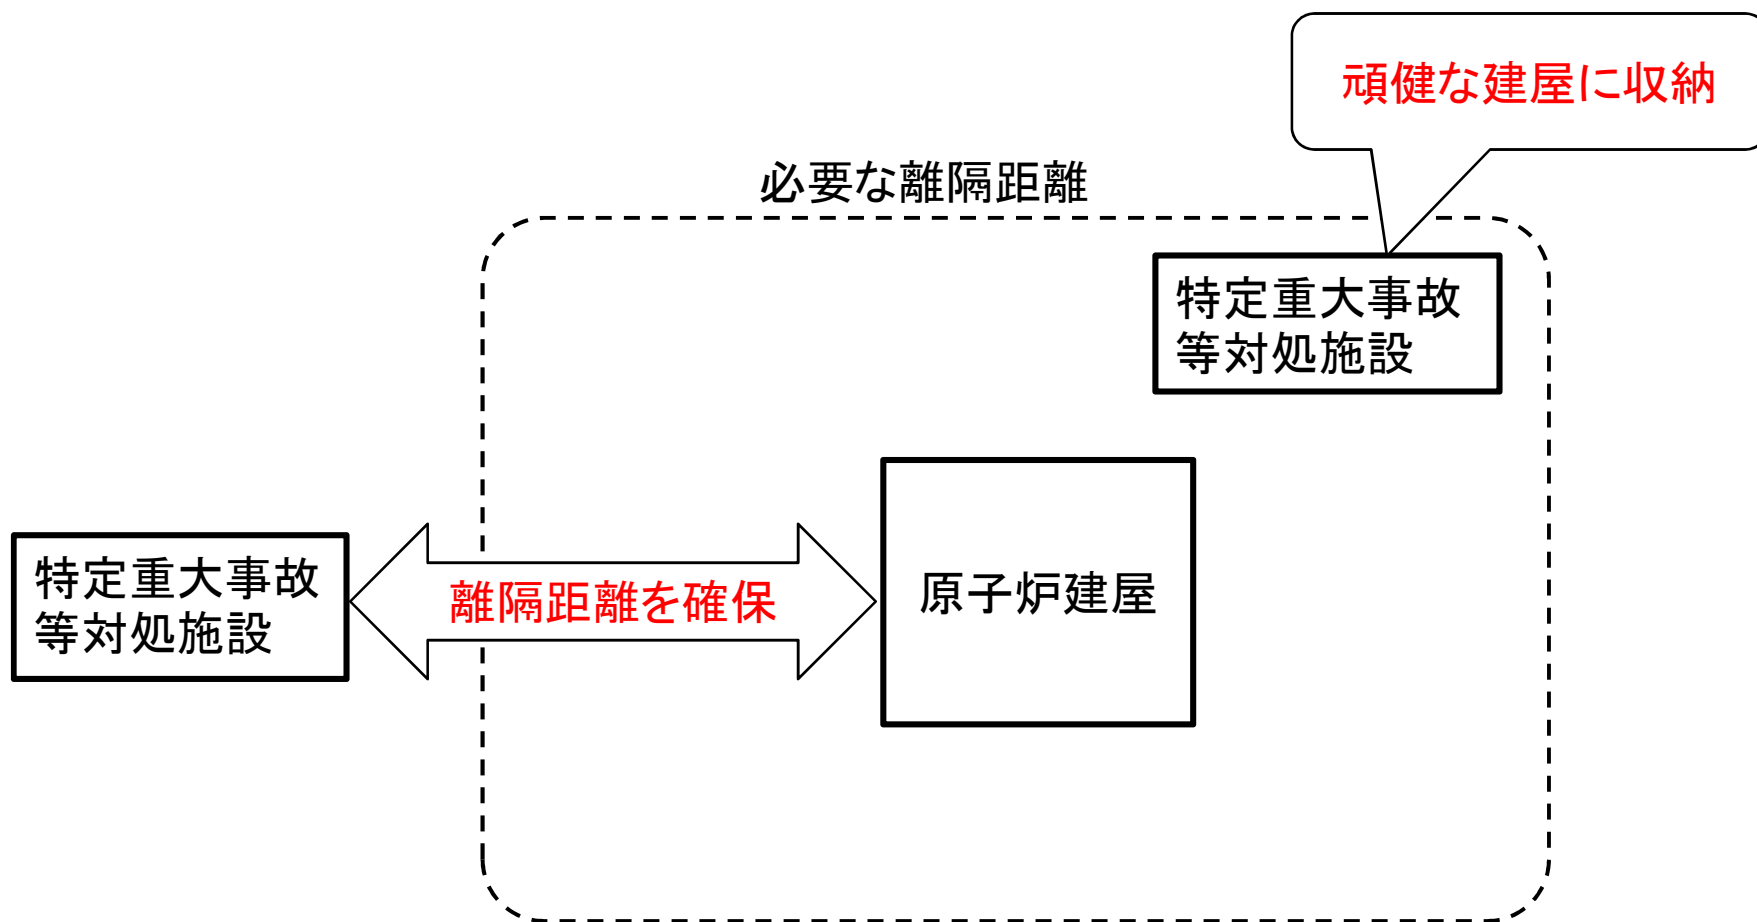 頑健な建屋に収納
必要な離隔距離
特定重大事故
等対処施設
特定重大事故
等対処施設
離隔距離を確保
原子炉建屋